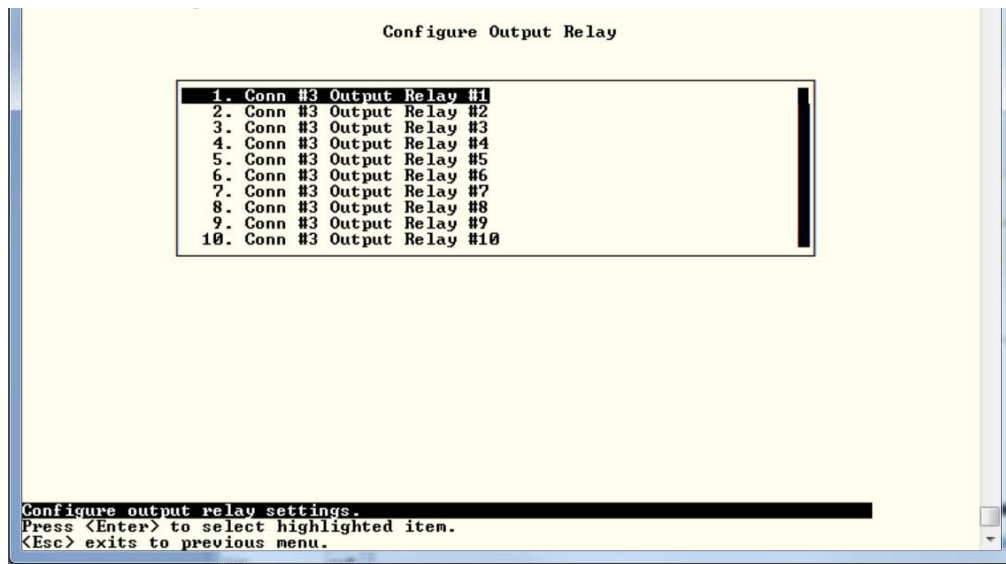 Configure Output Relay
1. Conn #3 Output Relay #1
2. Conn #3 Output Relay #2
3. Conn #3 Output Relay #3
4. Conn #3 Output Relay #4
5. Conn #3 Output Relay #5
6. Conn #3 Output Relay #6
7. Conn #3 Output Relay #7
8. Conn #3 Output Relay #8
9. Conn #3 Output Relay #9
10. Conn #3 Output Relay #10
Configure output relay settings.
Press <Enter> to select highlighted item.
<Esc> exits to previous menu.